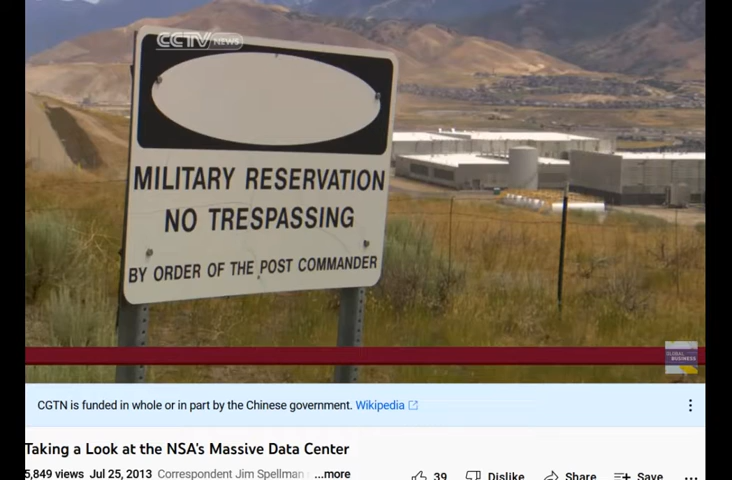 CCTV NEWS
MILITARY RESERVATION
NO TRESPASSING
BY ORDER OF THE POST COMMANDER
GLOBAL
BUSINESS
CGTN is funded in whole or in part by the Chinese government. Wikipedia
Taking a Look at the NSA's Massive Data Center
5,849 views Jul 25, 2013 Correspondent Jim Spellman ...more
39 Dislike Share Save